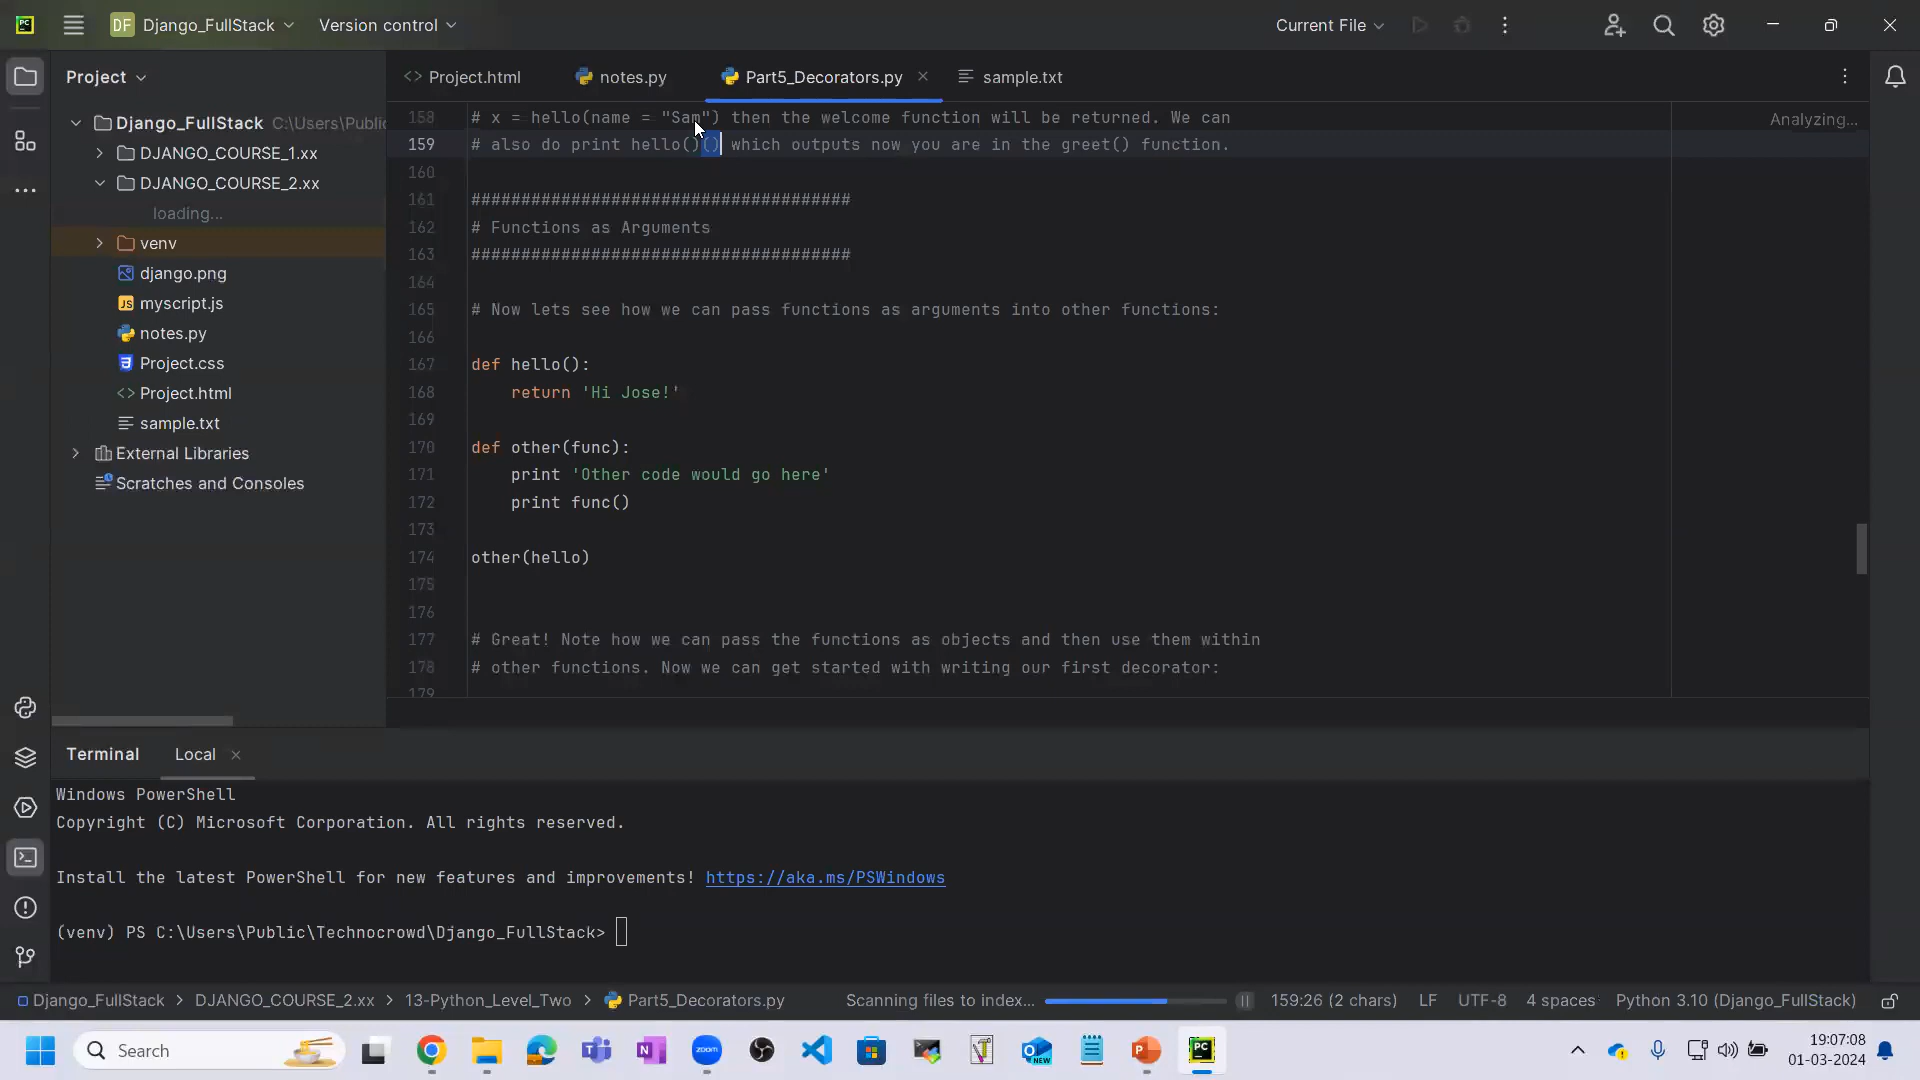 DF Django_FullStack Version control Current File
Project
Project.html notes.py Part5_Decorators.py sample.txt
Django_FullStack C:\Users\Public
DJANGO_COURSE_1.xx
DJANGO_COURSE_2.xx
loading...
venv
django.png
JS myscript.js
notes.py
Project.css
<> Project.html
sample.txt
External Libraries
Scratches and Consoles
Analyzing...
158 # x = hello(name = "Sam") then the welcome function will be returned. We can
159 # also do print hello()() which outputs now you are in the greet() function.
160
161 ######################################
162 # Functions as Arguments
163 ######################################
164
165 # Now lets see how we can pass functions as arguments into other functions:
166
167 def hello():
168 return 'Hi Jose!'
169
170 def other(func):
171 print 'Other code would go here'
172 print func()
173
174 other(hello)
175
176
177 # Great! Note how we can pass the functions as objects and then use them within
178 # other functions. Now we can get started with writing our first decorator:
179
Terminal Local
Windows PowerShell
Copyright (C) Microsoft Corporation. All rights reserved.
Install the latest PowerShell for new features and improvements! https://aka.ms/PSWindows
(venv) PS C:\Users\Public\Technocrowd\Django_FullStack>
Django_FullStack > DJANGO_COURSE_2.xx > 13-Python_Level_Two > Part5_Decorators.py Scanning files to index... 159:26 (2 chars) LF UTF-8 4 spaces Python 3.10 (Django_FullStack)
Search
zoom
NEW
PC
19:07:08
01-03-2024